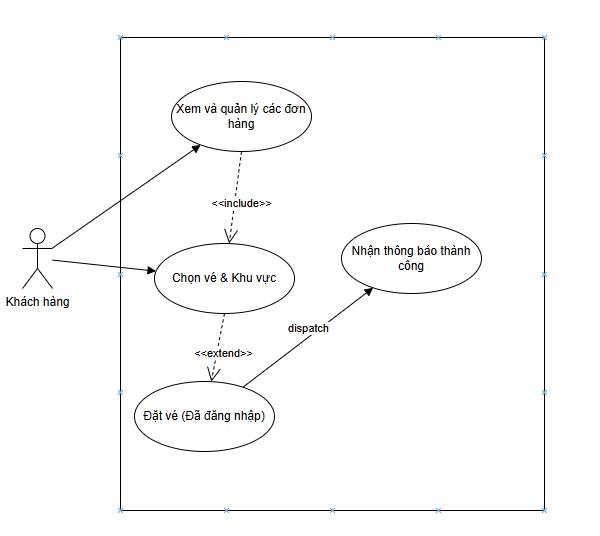 Xem và quản lý các đơn
hàng
<<include>>
Chọn vé & Khu vực
Nhận thông báo thành
công
Khách hàng
dispatch
<<extend>>
Đặt vé (Đã đăng nhập)